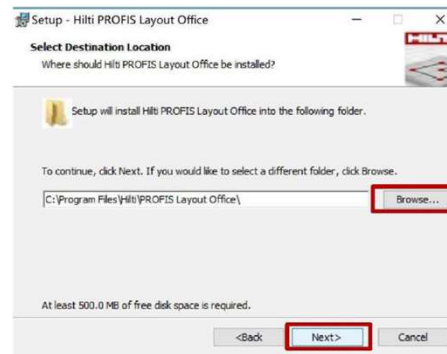 Setup - Hilti PROFIS Layout Office
HILTI
Select Destination Location
Where should Hilti PROFIS Layout Office be installed?
Setup will install Hilti PROFIS Layout Office into the following folder.
To continue, click Next. If you would like to select a different folder, click Browse.
C:\Program Files\Hilti\PROFIS Layout Office\
Browse...
At least 500.0 MB of free disk space is required.
<Back Next> Cancel